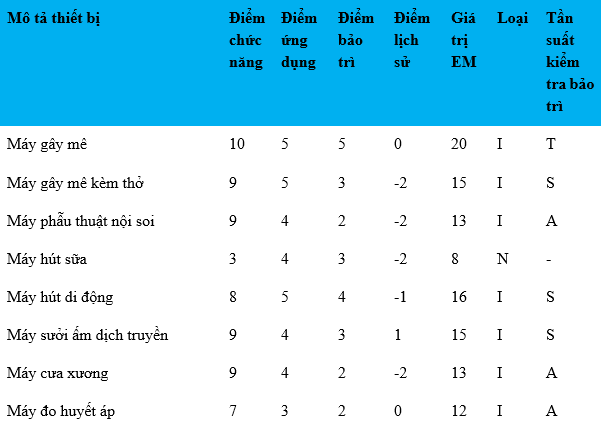 Mô tả thiết bị Điểm chức năng Điểm ứng dụng Điểm bảo trì Điểm lịch sử Giá trị EM Loại Tần suất kiểm tra bảo trì
Máy gây mê 10 5 5 0 20 I T
Máy gây mê kèm thở 9 5 3 -2 15 I S
Máy phẫu thuật nội soi 9 4 2 -2 13 I A
Máy hút sữa 3 4 3 -2 8 N -
Máy hút di động 8 5 4 -1 16 I S
Máy sưởi ấm dịch truyền 9 4 3 1 15 I S
Máy cưa xương 9 4 2 -2 13 I A
Máy đo huyết áp 7 3 2 0 12 I A